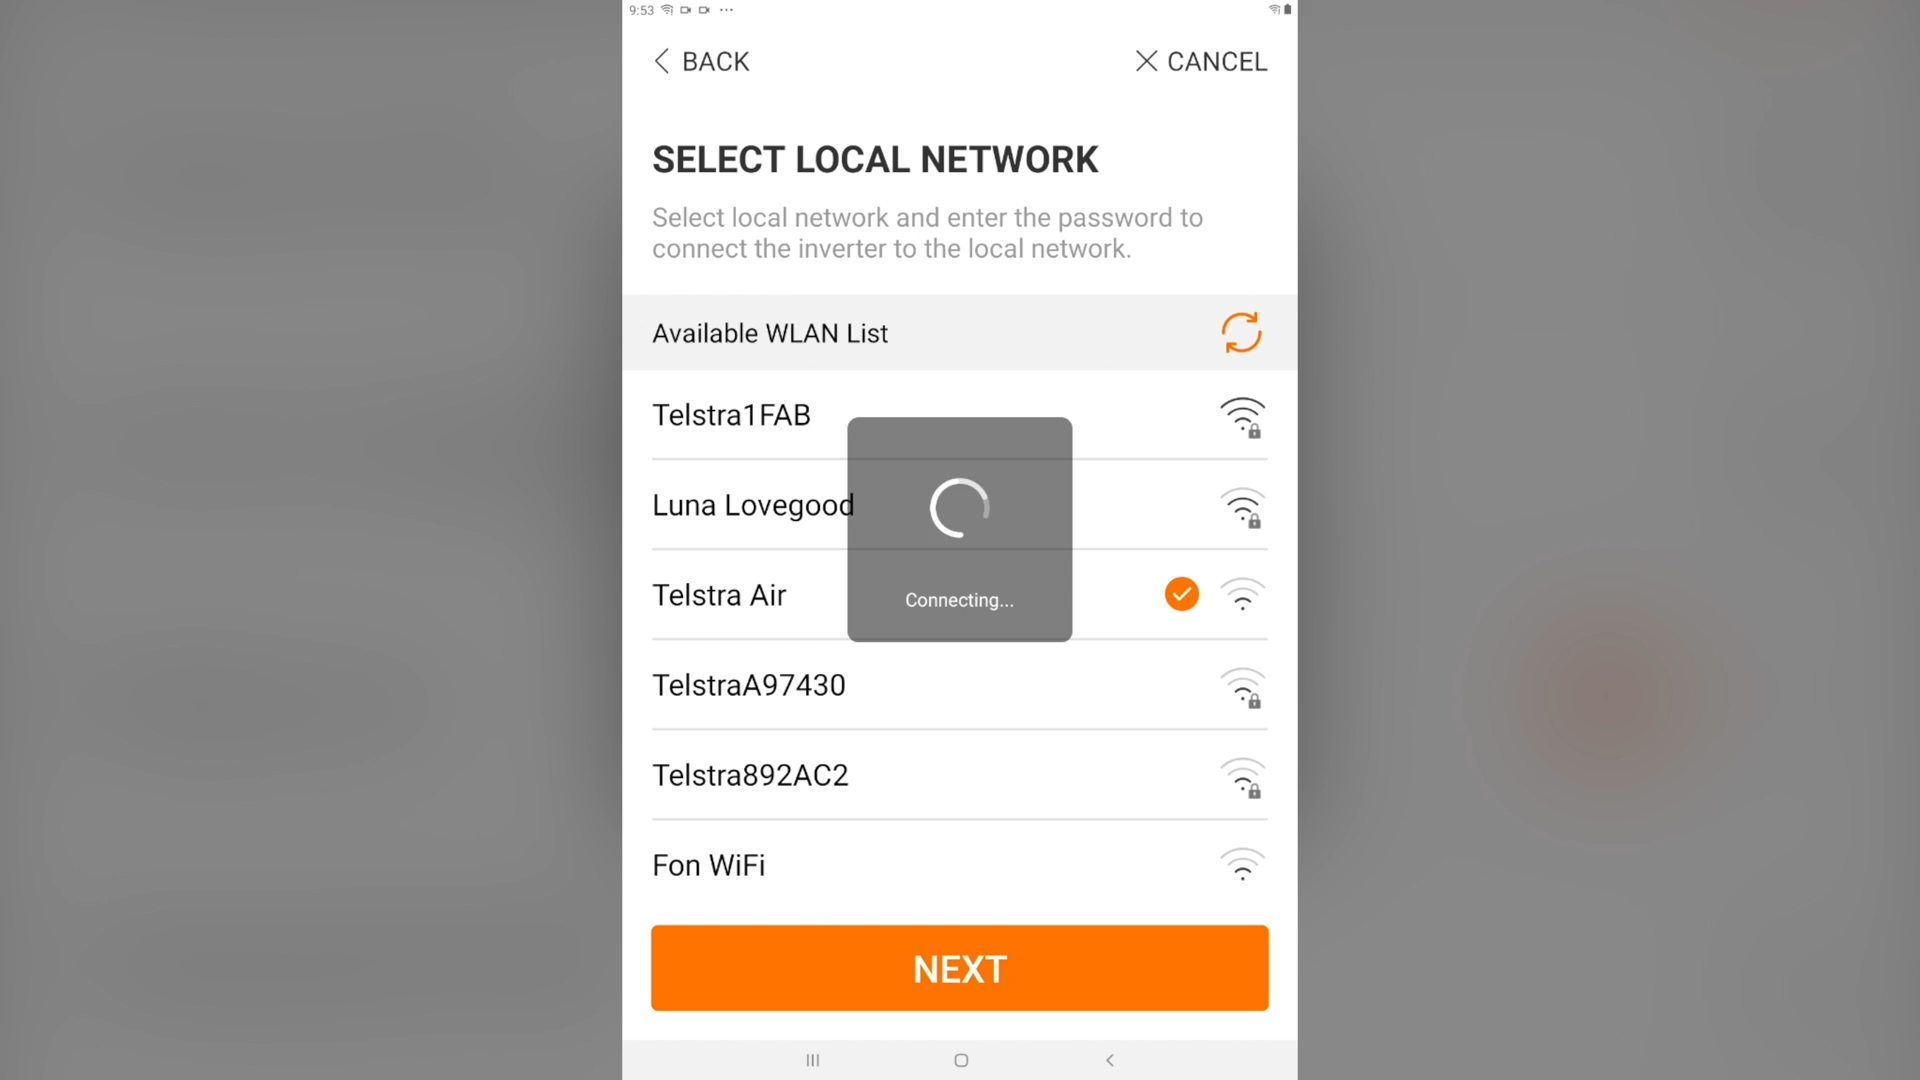 9:53
BACK
CANCEL
SELECT LOCAL NETWORK
Select local network and enter the password to
connect the inverter to the local network.
Available WLAN List
Telstra1FAB
Luna Lovegood
Connecting...
Telstra Air
TelstraA97430
Telstra892AC2
Fon WiFi
NEXT